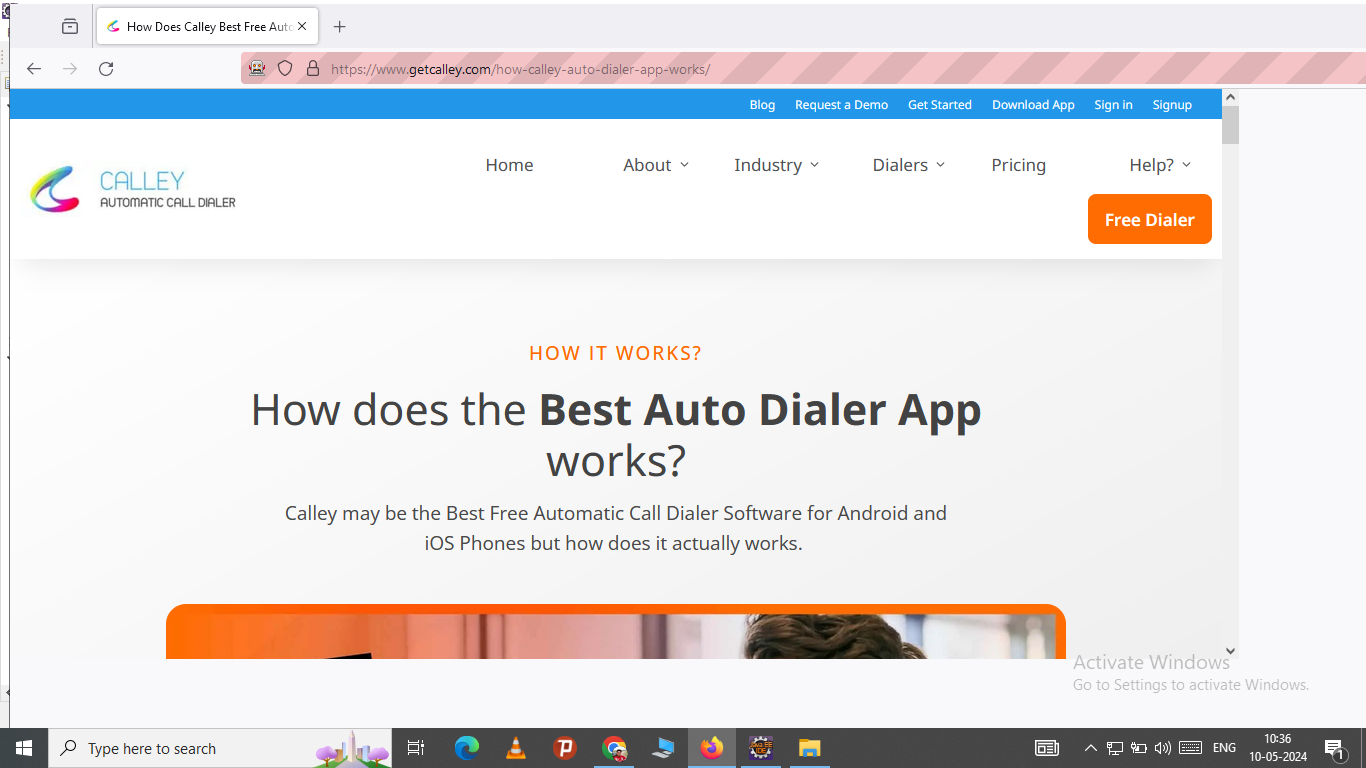 How Does Calley Best Free Auto
https://www.getcalley.com/how-calley-auto-dialer-app-works/
Blog Request a Demo Get Started Download App Sign in Signup
CALLEY
AUTOMATIC CALL DIALER
Home About Industry Dialers Pricing Help?
Free Dialer
HOW IT WORKS?
How does the Best Auto Dialer App
works?
Calley may be the Best Free Automatic Call Dialer Software for Android and
iOS Phones but how does it actually works.
Activate Windows
Go to Settings to activate Windows.
Type here to search
ENG
10:36
10-05-2024
1